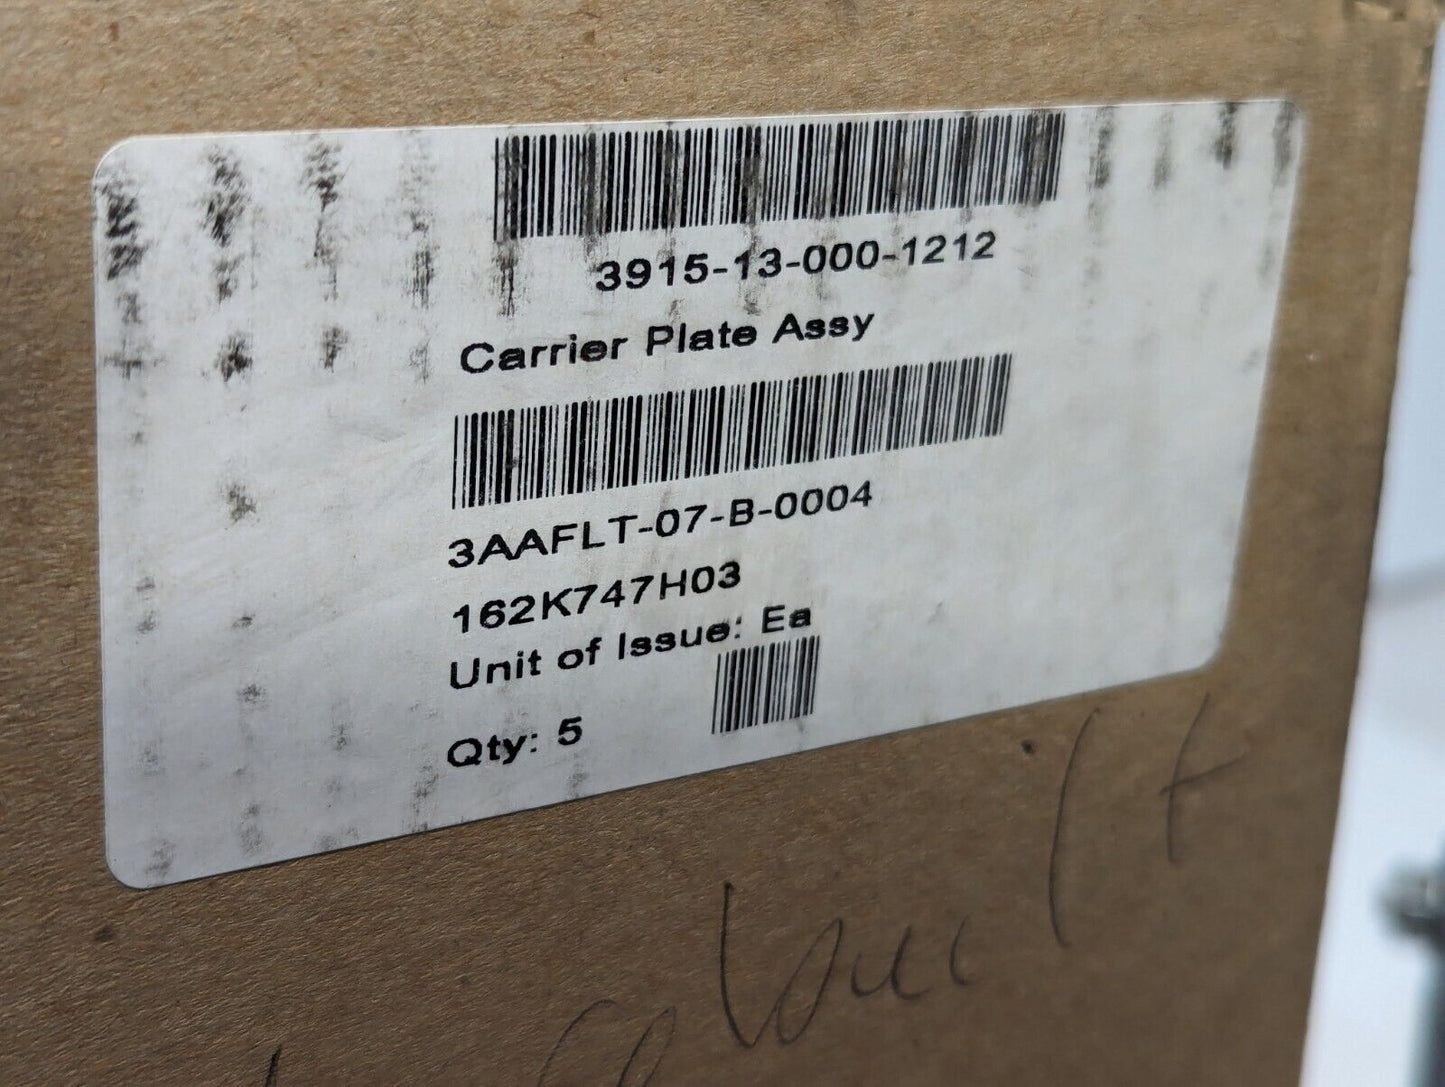 3915-13-000-1212
Carrier Plate Assy
3AAFLT-07-B-0004
162K747H03
Unit of Issue: Ea
Qty: 5